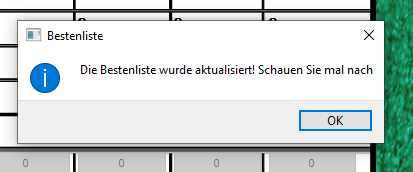 Bestenliste
Die Bestenliste wurde aktualisiert! Schauen Sie mal nach
OK
0 0 0 0